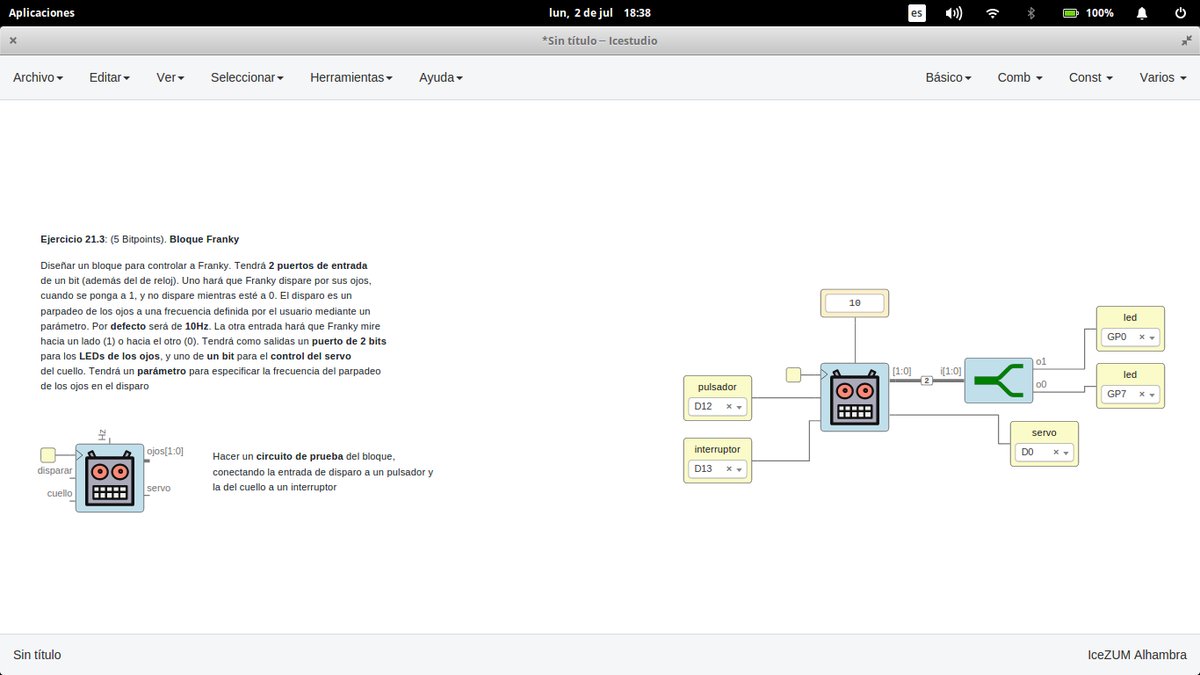 Aplicaciones
lun, 2 de jul 18:38
es
100%
*Sin título – Icestudio
Archivo
Editar
Ver
Seleccionar
Herramientas
Ayuda
Básico
Comb
Const
Varios
Ejercicio 21.3: (5 Bitpoints). Bloque Franky
Diseñar un bloque para controlar a Franky. Tendrá 2 puertos de entrada
de un bit (además del de reloj). Uno hará que Franky dispare por sus ojos,
cuando se ponga a 1, y no dispare mientras esté a 0. El disparo es un
parpadeo de los ojos a una frecuencia definida por el usuario mediante un
parámetro. Por defecto será de 10Hz. La otra entrada hará que Franky mire
hacia un lado (1) o hacia el otro (0). Tendrá como salidas un puerto de 2 bits
para los LEDs de los ojos, y uno de un bit para el control del servo
del cuello. Tendrá un parámetro para especificar la frecuencia del parpadeo
de los ojos en el disparo
Hz
ojos[1:0]
disparar
cuello
servo
Hacer un circuito de prueba del bloque,
conectando la entrada de disparo a un pulsador y
la del cuello a un interruptor
10
pulsador
D12
interruptor
D13
[1:0]
2
i[1:0]
o1
o0
led
GP0
led
GP7
servo
D0
Sin título
IceZUM Alhambra